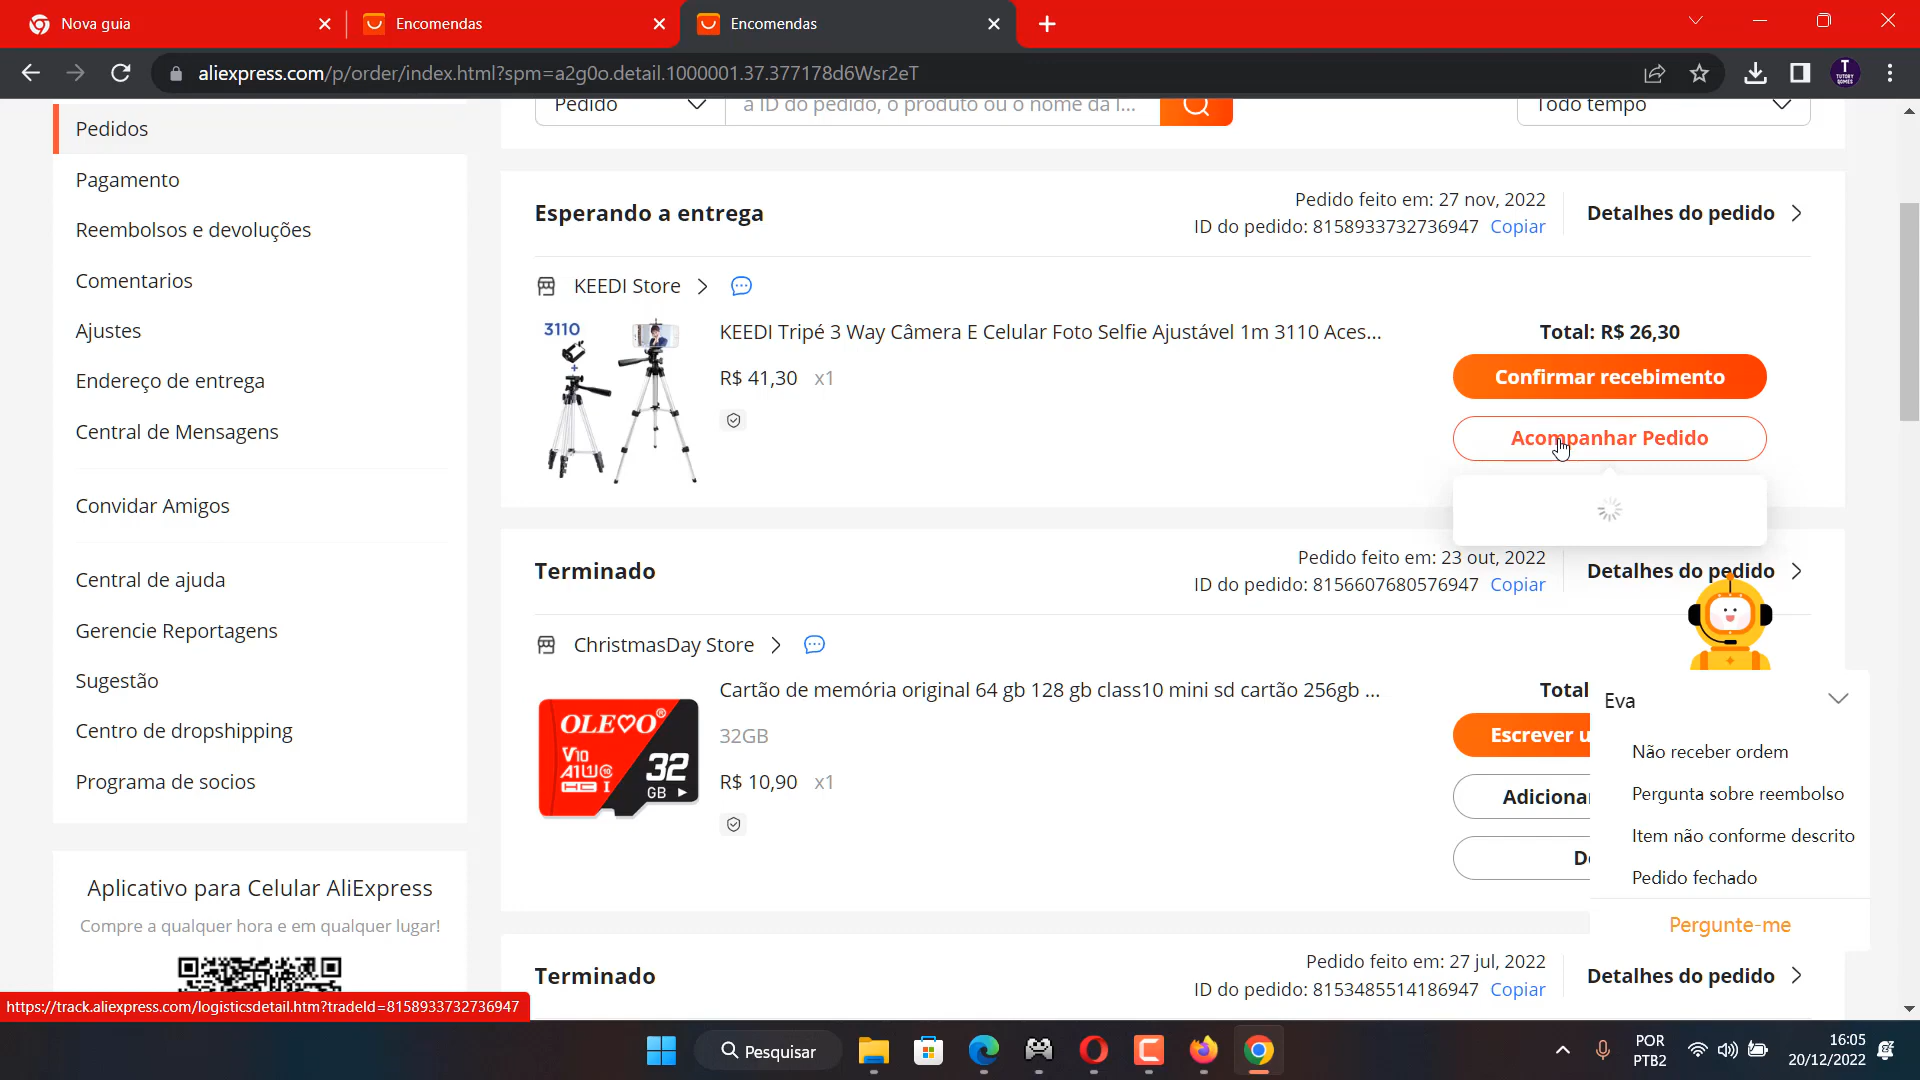 Nova guia
Encomendas
Encomendas
aliexpress.com/p/order/index.html?spm=a2g0o.detail.1000001.37.377178d6Wsr2eT
T
TUTORY
GOMES
Pedido
a ID do pedido, o produto ou o nome da l...
Todo tempo
Pedidos
Pagamento
Reembolsos e devoluções
Comentarios
Ajustes
Endereço de entrega
Central de Mensagens
Convidar Amigos
Central de ajuda
Gerencie Reportagens
Sugestão
Centro de dropshipping
Programa de socios
Aplicativo para Celular AliExpress
Compre a qualquer hora e em qualquer lugar!
Esperando a entrega
Pedido feito em: 27 nov, 2022
ID do pedido: 8158933732736947 Copiar
Detalhes do pedido
KEEDI Store
3110
KEEDI Tripé 3 Way Câmera E Celular Foto Selfie Ajustável 1m 3110 Aces...
R$ 41,30 x1
Total: R$ 26,30
Confirmar recebimento
Acompanhar Pedido
Terminado
Pedido feito em: 23 out, 2022
ID do pedido: 8156607680576947 Copiar
Detalhes do pedido
ChristmasDay Store
OLEVO®
V10
A1
32
GB
Cartão de memória original 64 gb 128 gb class10 mini sd cartão 256gb ...
32GB
R$ 10,90 x1
Total
Escrever u
Adicionar
De
Eva
Não receber ordem
Pergunta sobre reembolso
Item não conforme descrito
Pedido fechado
Pergunte-me
Terminado
Pedido feito em: 27 jul, 2022
ID do pedido: 8153485514186947 Copiar
Detalhes do pedido
https://track.aliexpress.com/logisticsdetail.htm?tradeId=8158933732736947
Pesquisar
POR
PTB2
16:05
20/12/2022